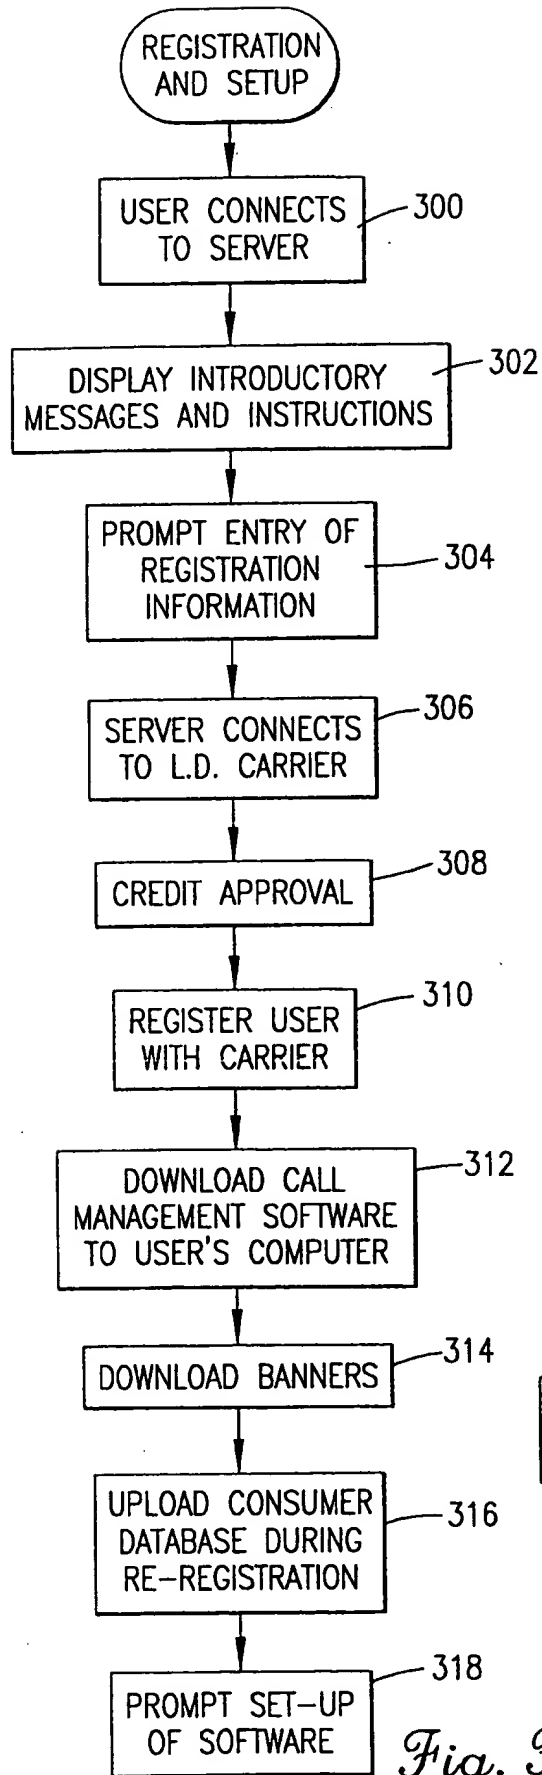 REGISTRATION
AND SETUP
USER CONNECTS
TO SERVER
300
DISPLAY INTRODUCTORY
MESSAGES AND INSTRUCTIONS
302
PROMPT ENTRY OF
REGISTRATION
INFORMATION
304
SERVER CONNECTS
TO L.D. CARRIER
306
CREDIT APPROVAL
308
REGISTER USER
WITH CARRIER
310
DOWNLOAD CALL
MANAGEMENT SOFTWARE
TO USER'S COMPUTER
312
DOWNLOAD BANNERS
314
UPLOAD CONSUMER
DATABASE DURING
RE-REGISTRATION
316
PROMPT SET-UP
OF SOFTWARE
318
Fig.